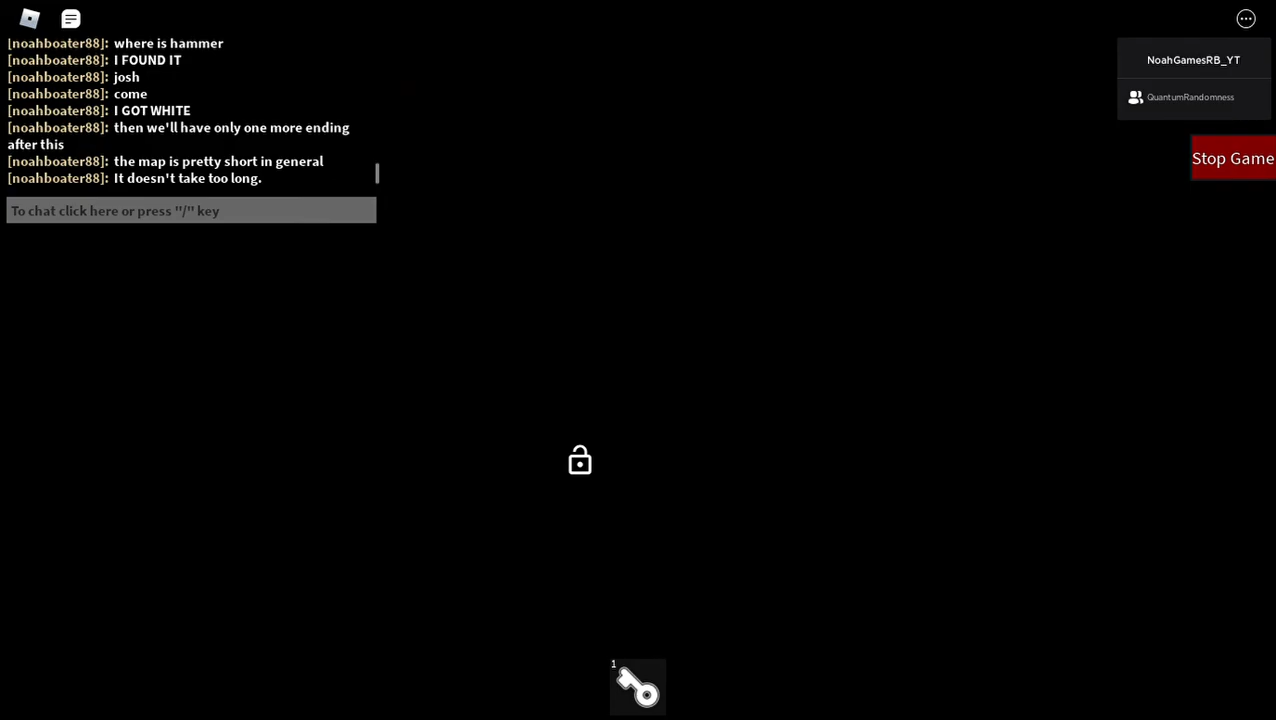 [noahboater88]: where is hammer
[noahboater88]: I FOUND IT
[noahboater88]: josh
[noahboater88]: come
[noahboater88]: I GOT WHITE
[noahboater88]: then we'll have only one more ending
after this
[noahboater88]: the map is pretty short in general
[noahboater88]: It doesn't take too long.
To chat click here or press "/" key
NoahGamesRB_YT
QuantumRandomness
Stop Game
1